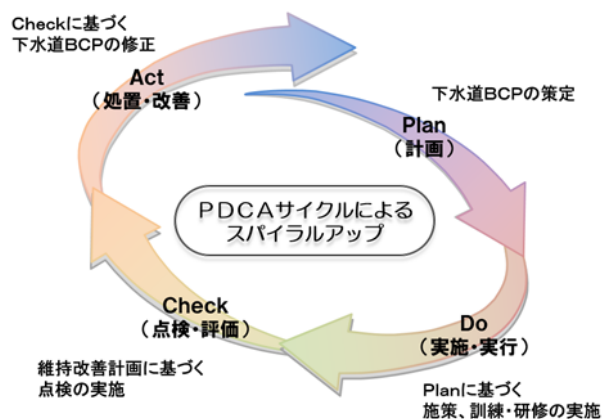 Checkに基づく
下水道BCPの修正
Act
（処置・改善）
下水道BCPの策定
Plan
（計画）
PDCAサイクルによる
スパイラルアップ
Check
（点検・評価）
Do
（実施・実行）
維持改善計画に基づく
点検の実施
Planに基づく
施策、訓練・研修の実施